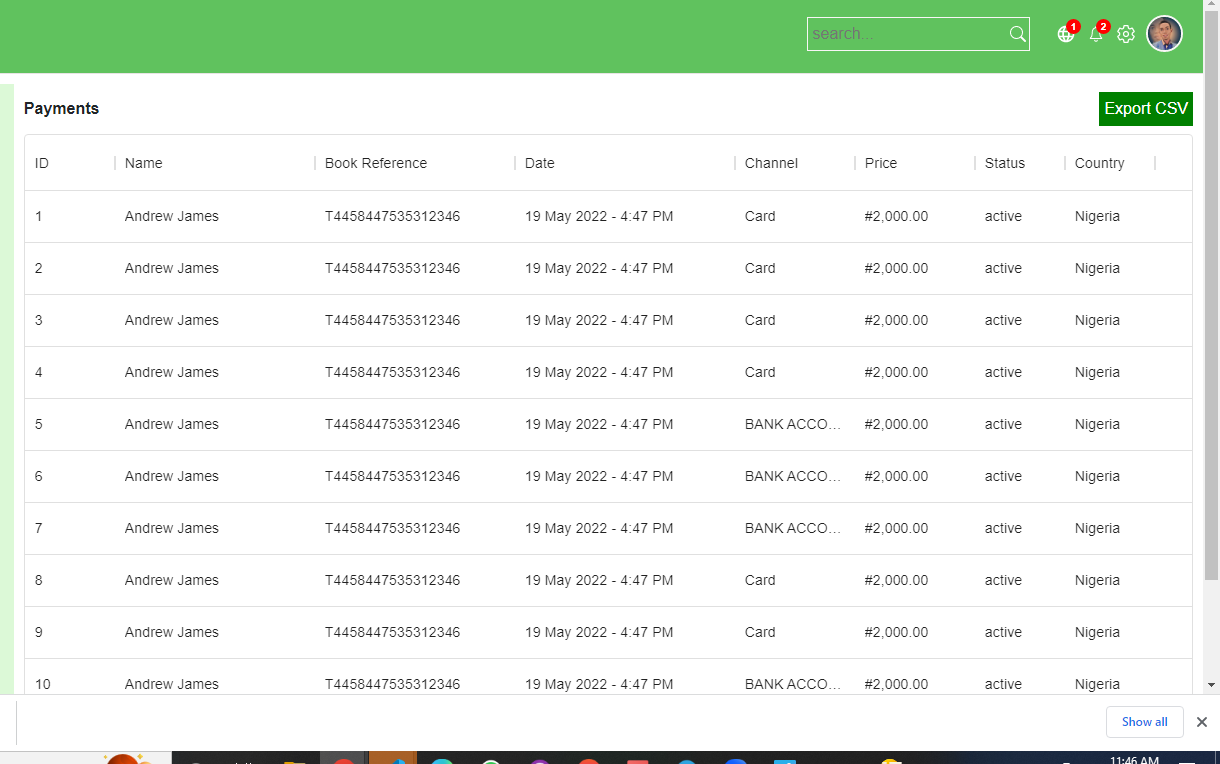 search...
1
2
Payments
Export CSV
ID Name Book Reference Date Channel Price Status Country
1 Andrew James T4458447535312346 19 May 2022 - 4:47 PM Card #2,000.00 active Nigeria
2 Andrew James T4458447535312346 19 May 2022 - 4:47 PM Card #2,000.00 active Nigeria
3 Andrew James T4458447535312346 19 May 2022 - 4:47 PM Card #2,000.00 active Nigeria
4 Andrew James T4458447535312346 19 May 2022 - 4:47 PM Card #2,000.00 active Nigeria
5 Andrew James T4458447535312346 19 May 2022 - 4:47 PM BANK ACCO... #2,000.00 active Nigeria
6 Andrew James T4458447535312346 19 May 2022 - 4:47 PM BANK ACCO... #2,000.00 active Nigeria
7 Andrew James T4458447535312346 19 May 2022 - 4:47 PM BANK ACCO... #2,000.00 active Nigeria
8 Andrew James T4458447535312346 19 May 2022 - 4:47 PM Card #2,000.00 active Nigeria
9 Andrew James T4458447535312346 19 May 2022 - 4:47 PM Card #2,000.00 active Nigeria
10 Andrew James T4458447535312346 19 May 2022 - 4:47 PM BANK ACCO... #2,000.00 active Nigeria
Show all
11:46 AM